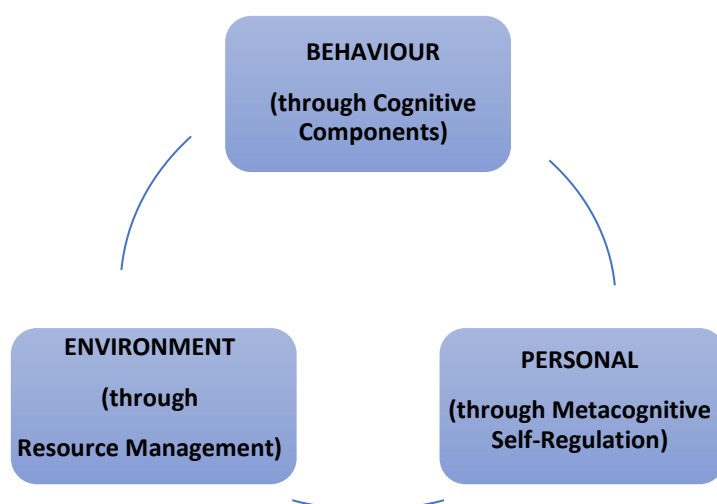 BEHAVIOUR
(through Cognitive
Components)
ENVIRONMENT
(through
Resource Management)
PERSONAL
(through Metacognitive
Self-Regulation)